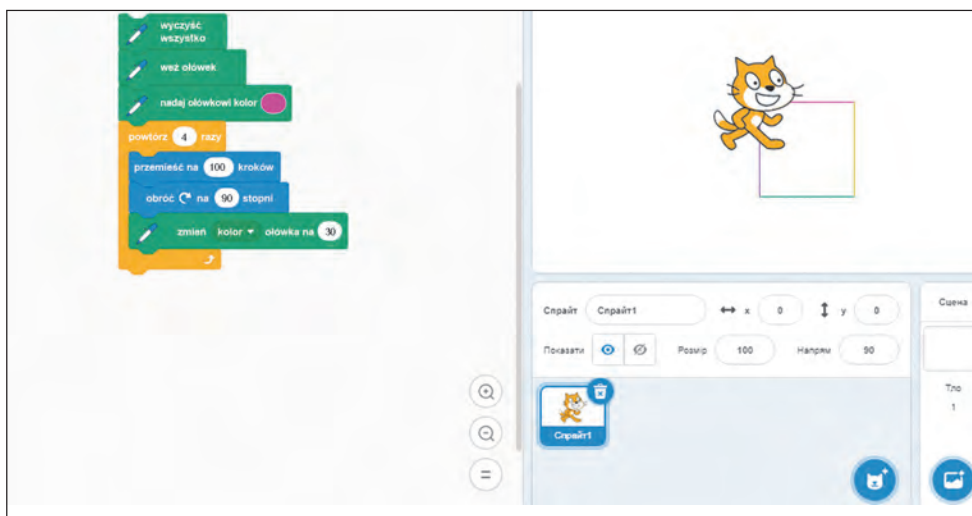 wyczyść
wszystko
weź ołówek
nadaj ołówkowi kolor
powtórz 4 razy
przemieść na 100 kroków
obróć на 90 stopni
zmień kolor ołówka na 30
Спрайт Спрайт1 x 0 y 0
Показати Розмір 100 Напрям 90
Спрайт1
Сцена
Тло
1